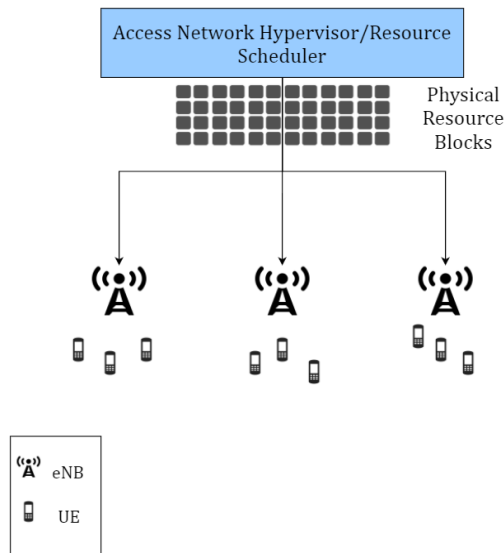 Access Network Hypervisor/Resource
Scheduler
Physical
Resource
Blocks
eNB
UE